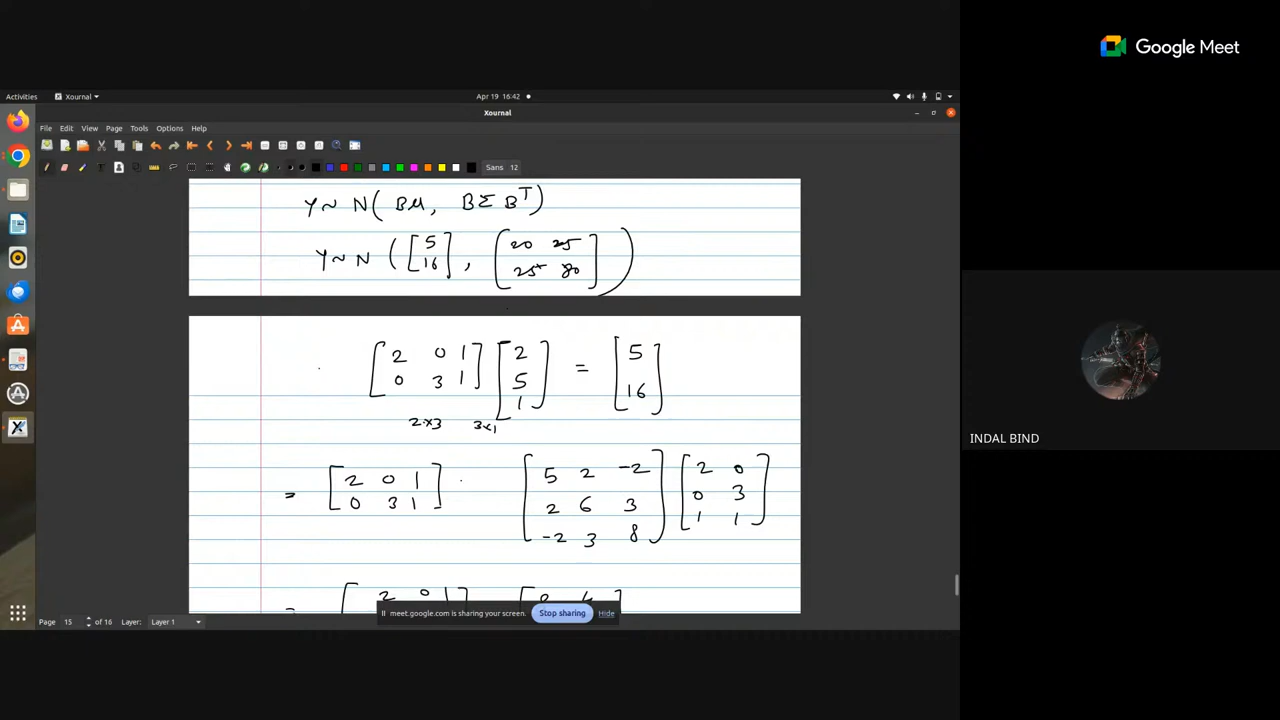 Google Meet
Activities Xournal Apr 19 16:42
Xournal
File Edit View Page Tools Options Help
Sans 12
Y ~ N ( Bμ, BΣB^T )
Y ~ N ( [ 5 16 ], [ 20 25 25 80 ] )
[ 2 0 1 0 3 1 ] [ 2 5 1 ] = [ 5 16 ]
2×3 3×1
= [ 2 0 1 0 3 1 ] · [ 5 2 -2 2 6 3 -2 3 8 ] [ 2 0 0 3 1 1 ]
= [ 2 0 1
meet.google.com is sharing your screen. Stop sharing Hide
Page 15 of 16 Layer: Layer 1
INDAL BIND